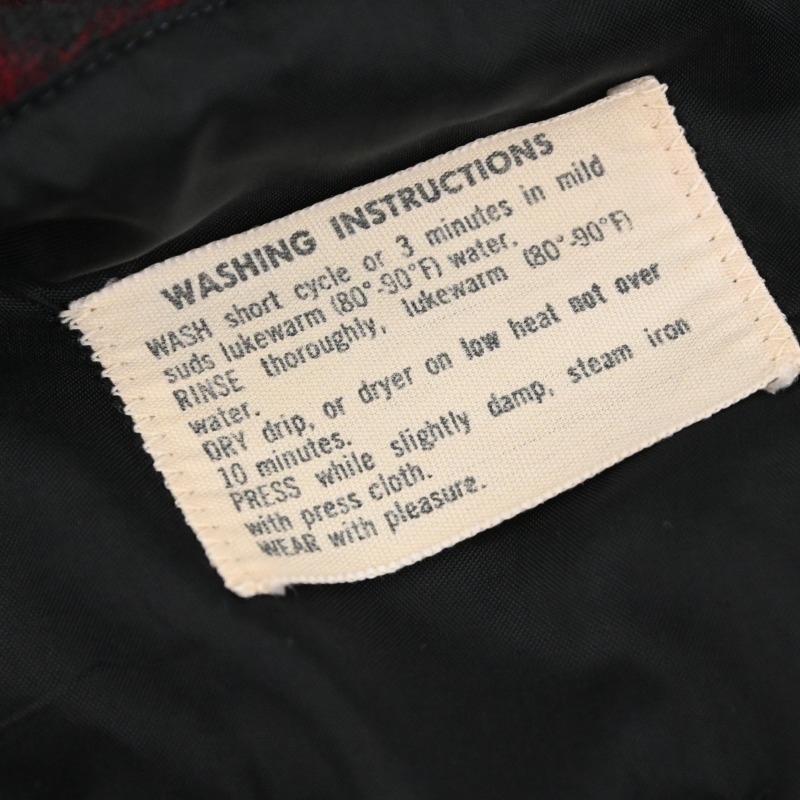 WASHING INSTRUCTIONS
WASH short cycle or 3 minutes in mild
suds lukewarm (80°-90°F) water.
RINSE thoroughly, lukewarm (80°-90°F)
water.
DRY drip, or dryer on low heat not over
10 minutes.
PRESS while slightly damp, steam iron
with press cloth.
WEAR with pleasure.